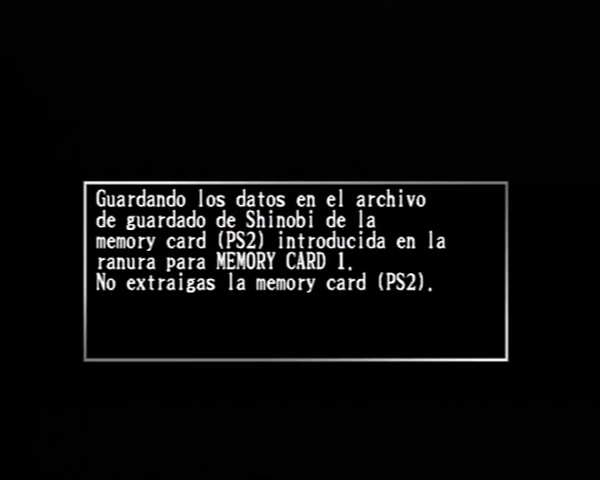 Guardando los datos en el archivo
de guardado de Shinobi de la
memory card (PS2) introducida en la
ranura para MEMORY CARD 1.
No extraigas la memory card (PS2).